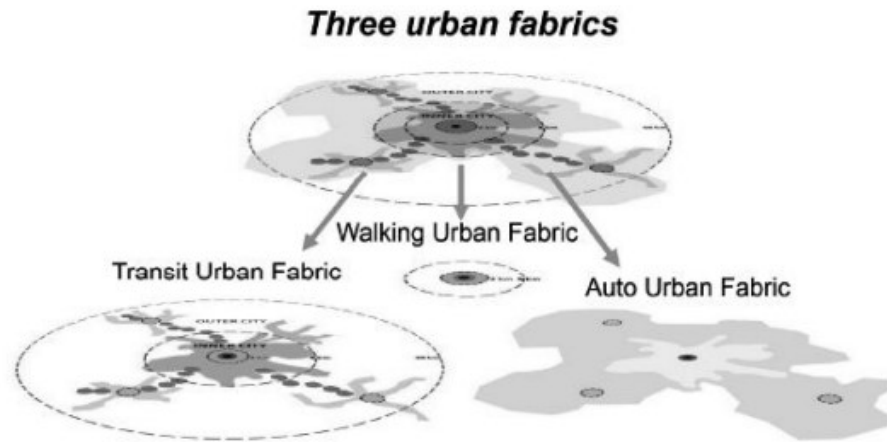 Three urban fabrics
OUTER CITY
INNER CITY
Walking Urban Fabric
Transit Urban Fabric
Auto Urban Fabric
OUTER CITY
INNER CITY